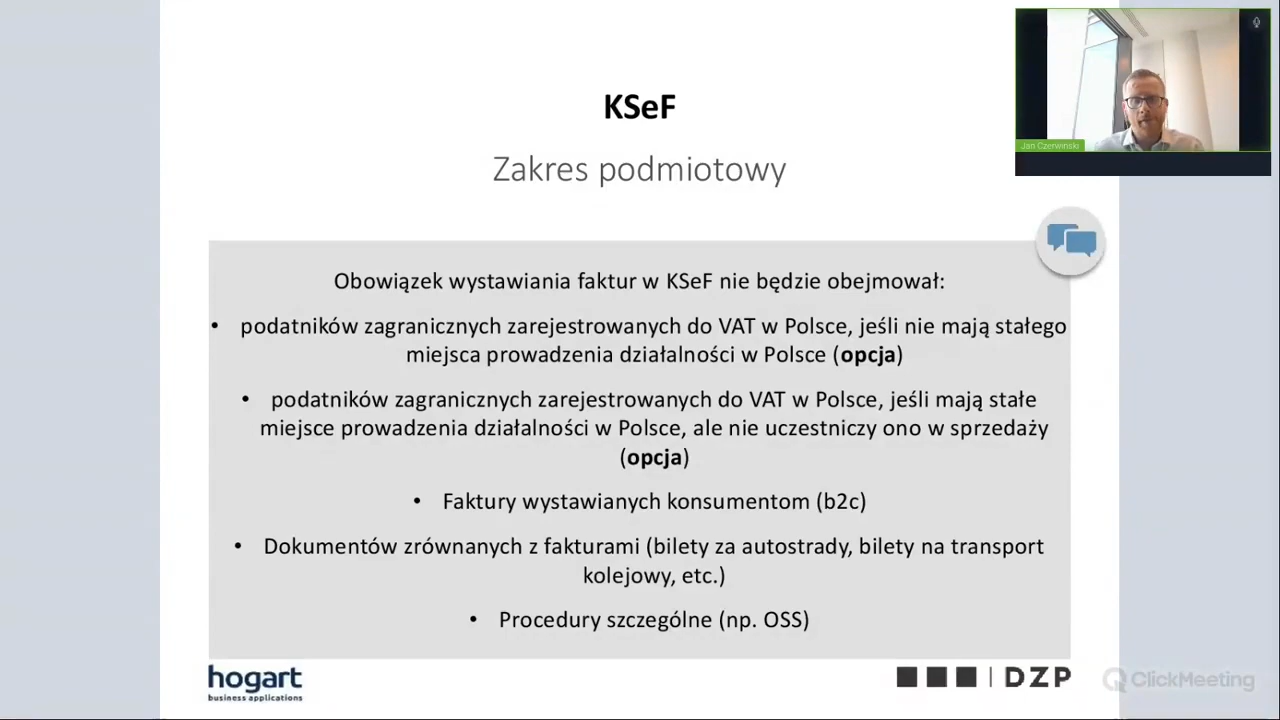 KSeF
Zakres podmiotowy
Jan Czerwiński
Obowiązek wystawiania faktur w KSeF nie będzie obejmował:
• podatników zagranicznych zarejestrowanych do VAT w Polsce, jeśli nie mają stałego
miejsca prowadzenia działalności w Polsce (opcja)
• podatników zagranicznych zarejestrowanych do VAT w Polsce, jeśli mają stałe
miejsce prowadzenia działalności w Polsce, ale nie uczestniczy ono w sprzedaży
(opcja)
• Faktury wystawianych konsumentom (b2c)
• Dokumentów zrównanych z fakturami (bilety za autostrady, bilety na transport
kolejowy, etc.)
• Procedury szczególne (np. OSS)
hogart
business applications
DZP
ClickMeeting